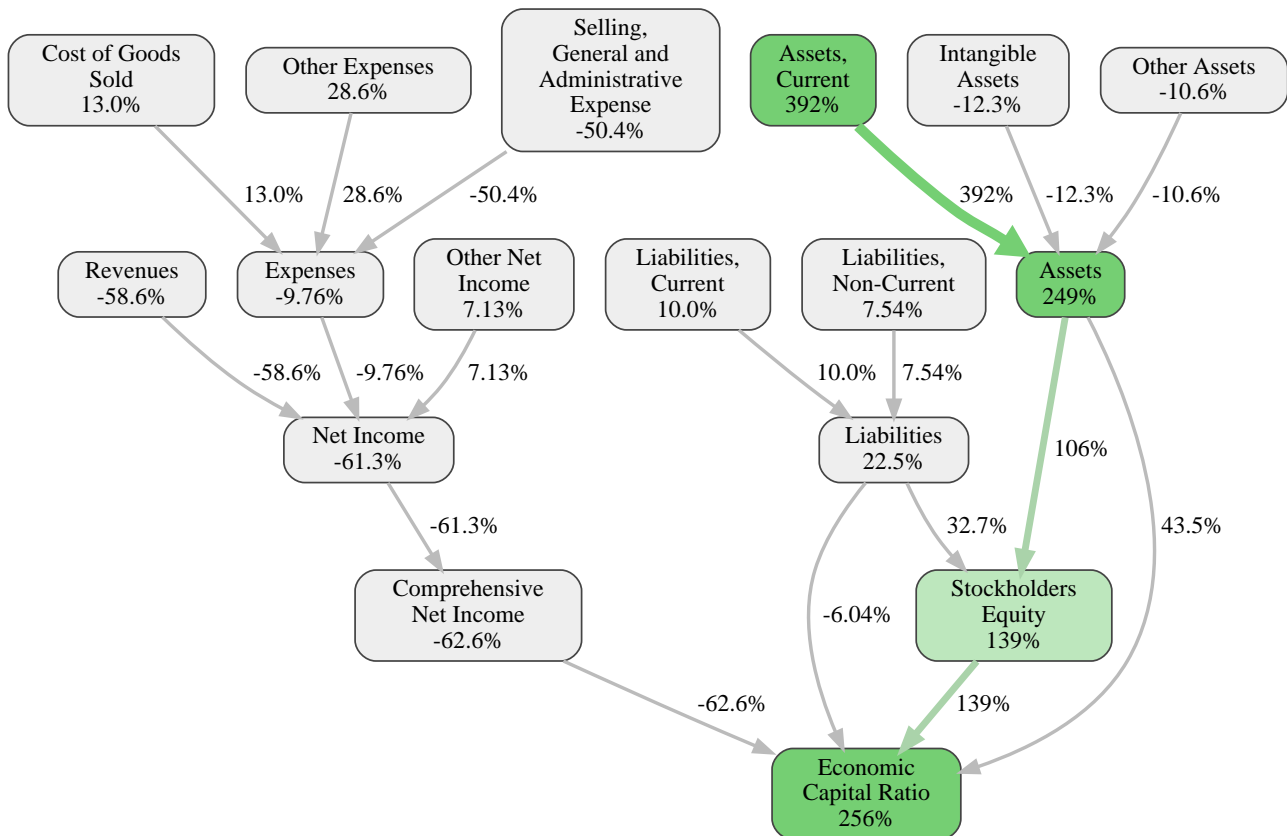 Cost of Goods
Sold
13.0%
Other Expenses
28.6%
Selling,
General and
Administrative
Expense
-50.4%
Assets,
Current
392%
Intangible
Assets
-12.3%
Other Assets
-10.6%
13.0%
28.6%
-50.4%
392%
-12.3%
-10.6%
Revenues
-58.6%
Expenses
-9.76%
Other Net
Income
7.13%
Liabilities,
Current
10.0%
Liabilities,
Non-Current
7.54%
Assets
249%
-58.6%
-9.76%
7.13%
10.0%
7.54%
Net Income
-61.3%
Liabilities
22.5%
106%
-61.3%
32.7%
43.5%
Comprehensive
Net Income
-62.6%
-6.04%
Stockholders
Equity
139%
-62.6%
139%
Economic
Capital Ratio
256%